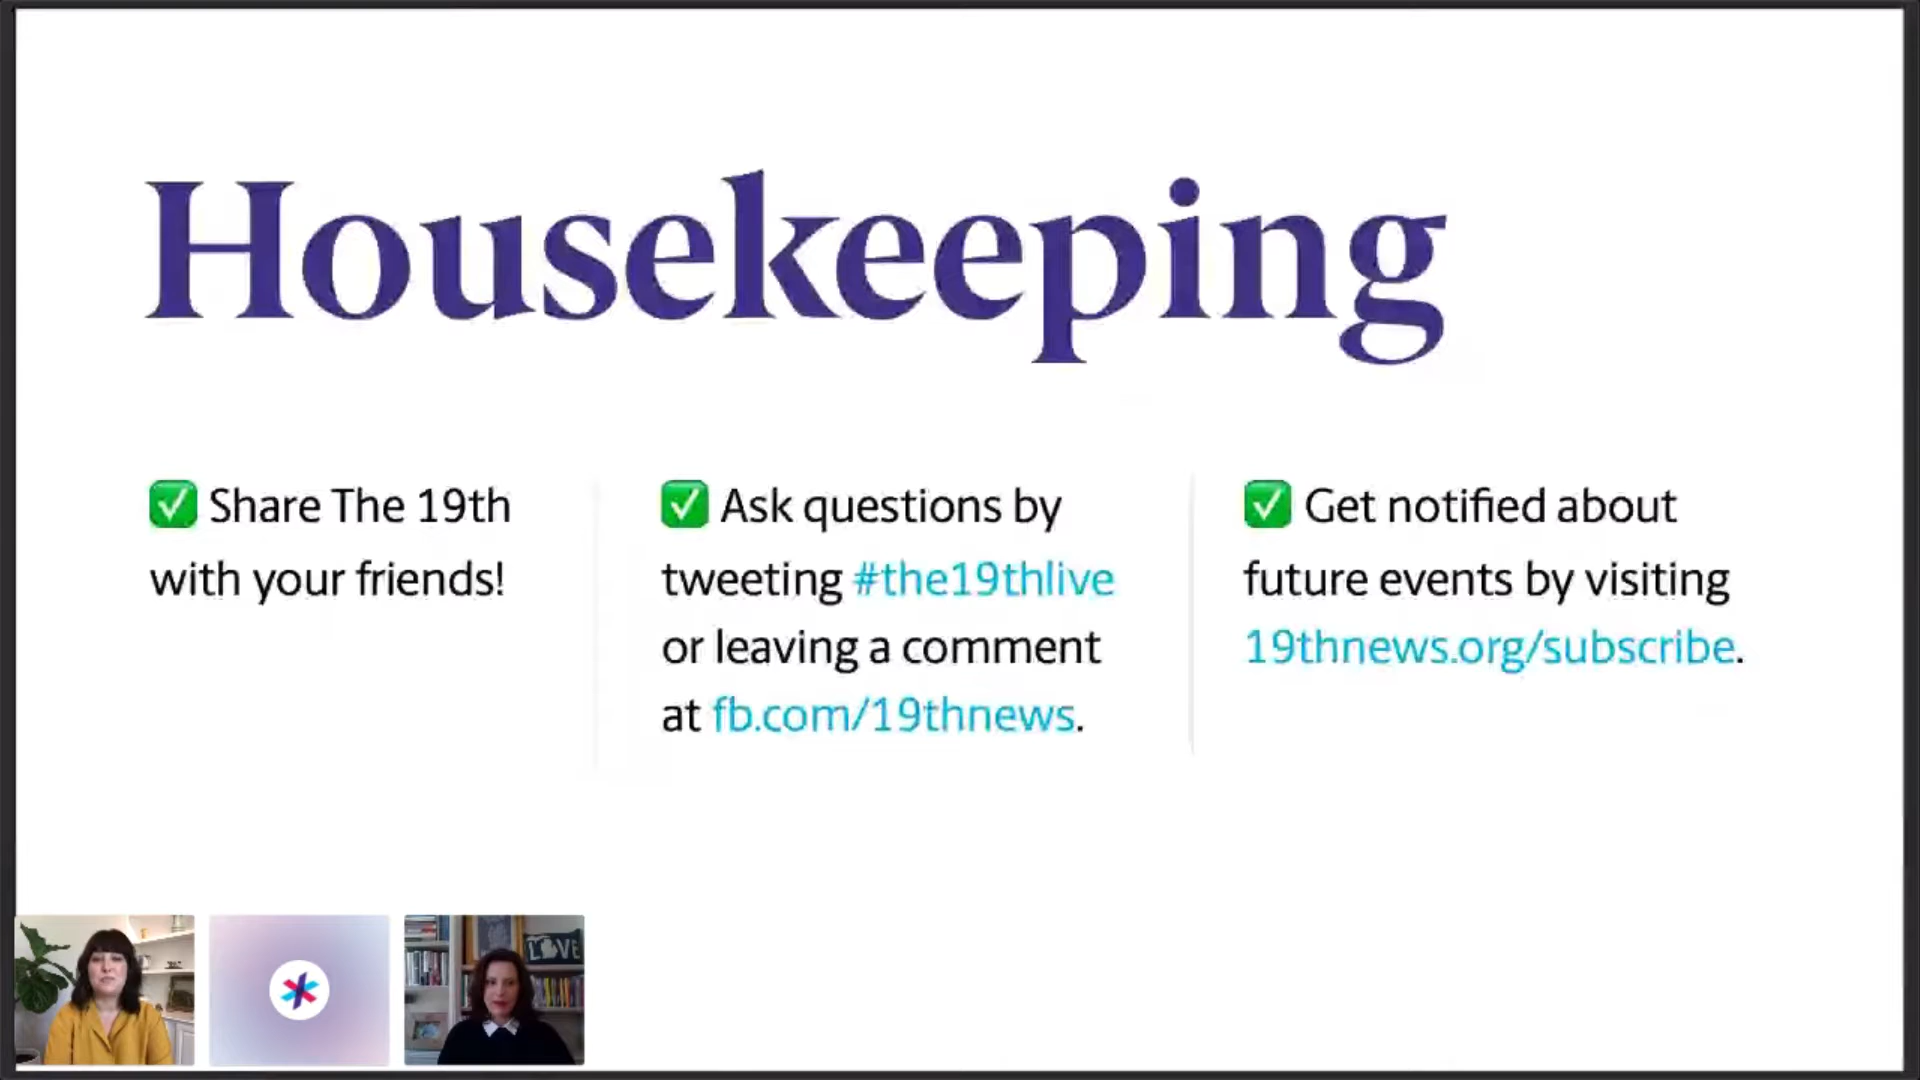 Housekeeping
✅ Share The 19th
with your friends!
✅ Ask questions by
tweeting #the19thlive
or leaving a comment
at fb.com/19thnews.
✅ Get notified about
future events by visiting
19thnews.org/subscribe.
LOVE